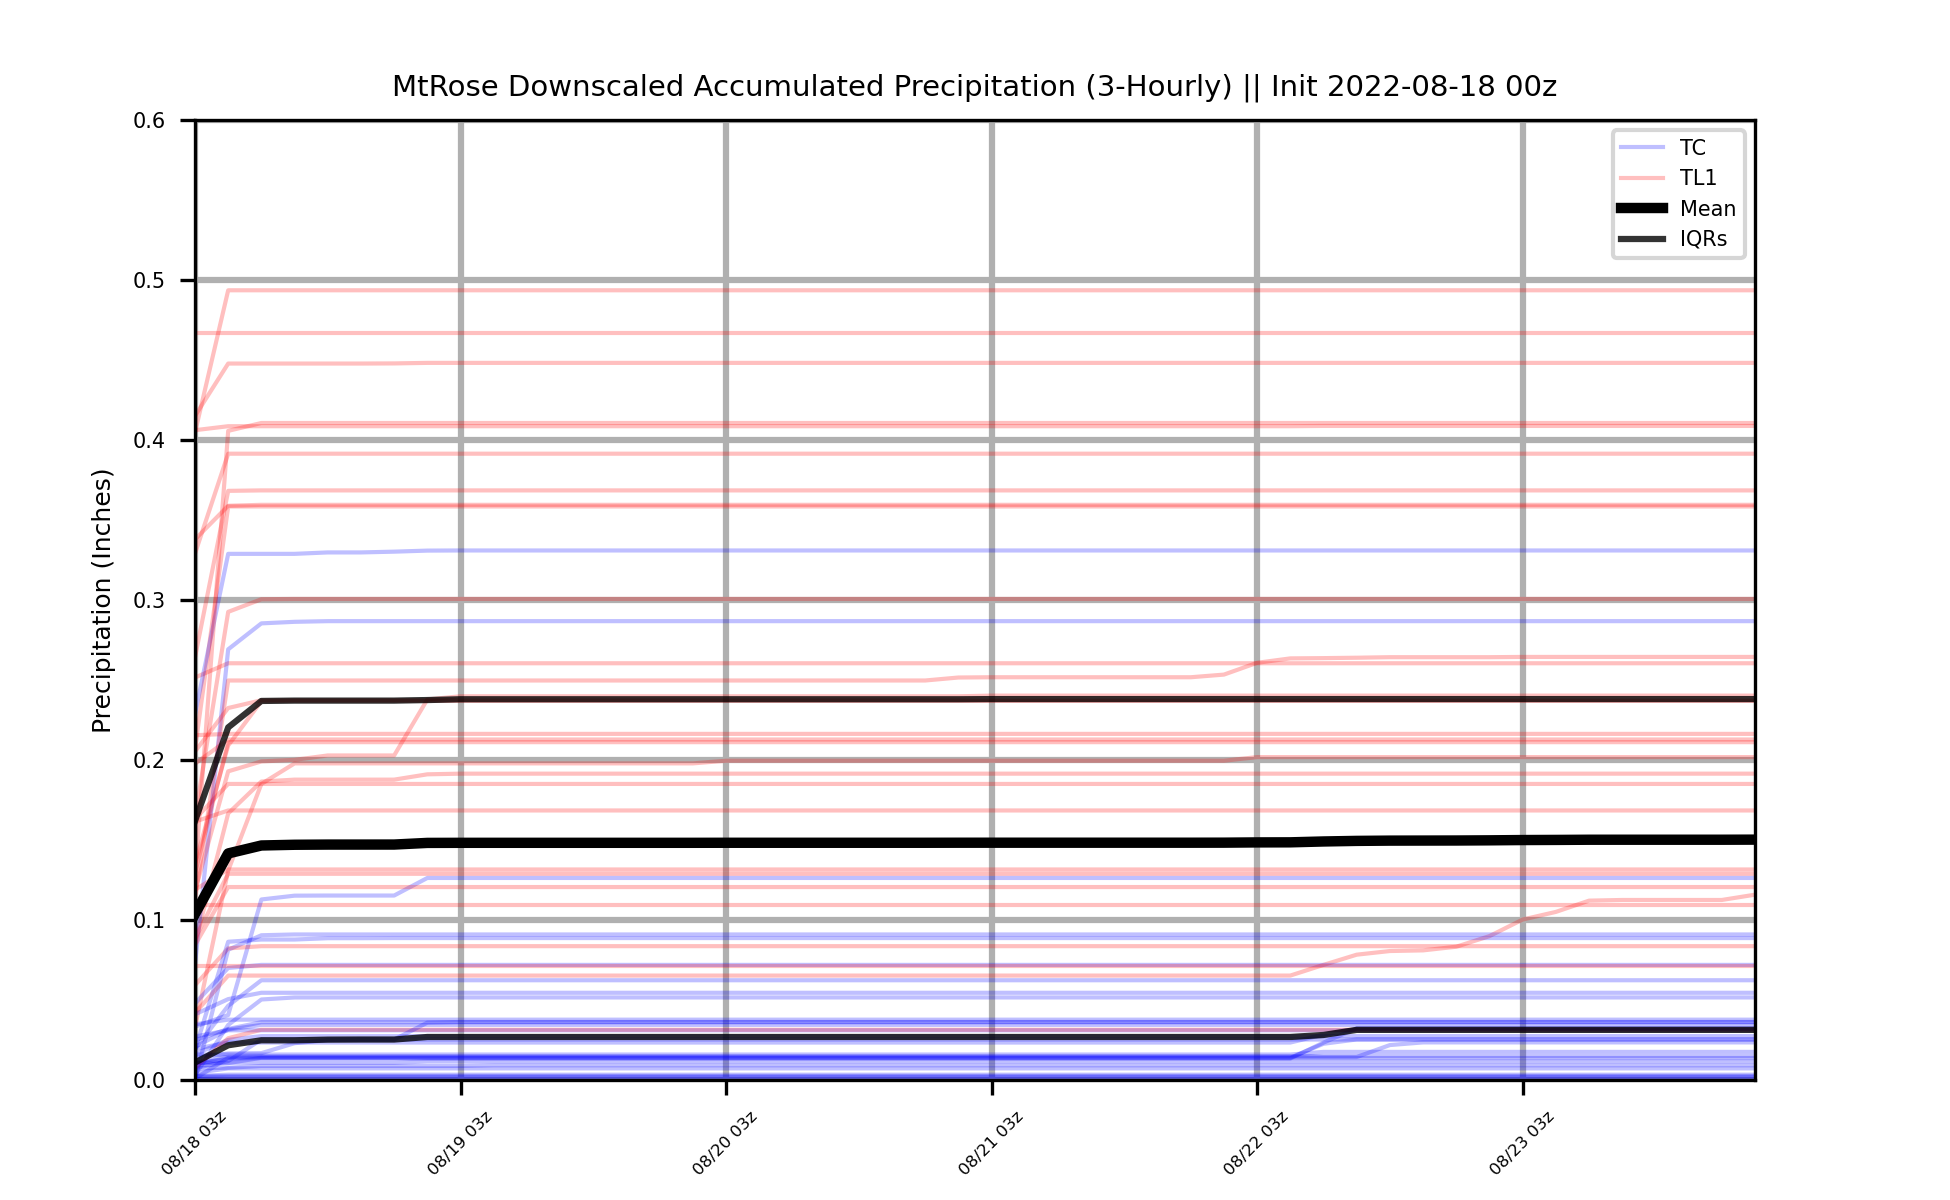 MtRose Downscaled Accumulated Precipitation (3-Hourly) || Init 2022-08-18 00z
TC
TL1
Mean
IQRs
Precipitation (Inches)
0.6
0.5
0.4
0.3
0.2
0.1
0.0
08/18 03z
08/19 03z
08/20 03z
08/21 03z
08/22 03z
08/23 03z